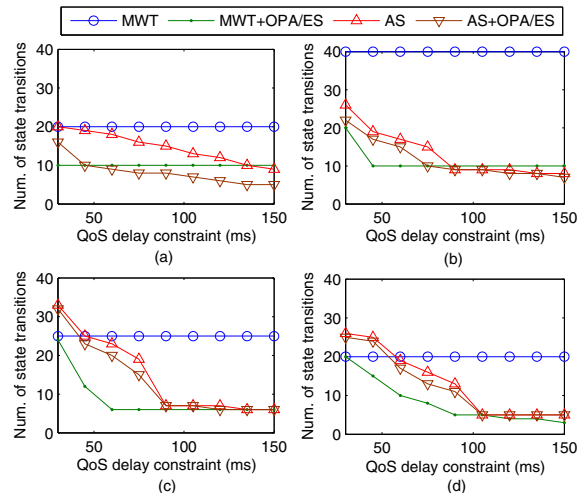 MWT MWT+OPA/ES AS AS+OPA/ES
40
30
20
10
0
50 100 150
Num. of state transitions
QoS delay constraint (ms)
(a)
40
30
20
10
0
50 100 150
Num. of state transitions
QoS delay constraint (ms)
(b)
40
30
20
10
0
50 100 150
Num. of state transitions
QoS delay constraint (ms)
(c)
40
30
20
10
0
50 100 150
Num. of state transitions
QoS delay constraint (ms)
(d)